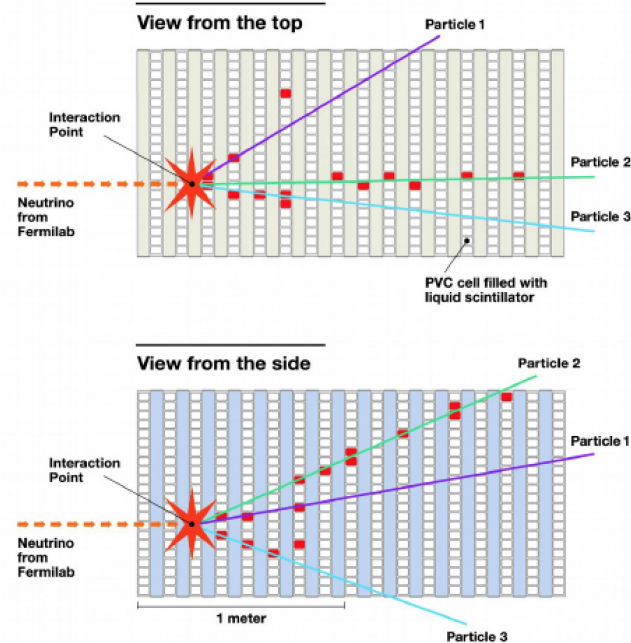 View from the top
Particle 1
Interaction
Point
Particle 2
Neutrino
from
Fermilab
Particle 3
PVC cell filled with
liquid scintillator
View from the side
Particle 2
Particle 1
Interaction
Point
Neutrino
from
Fermilab
1 meter
Particle 3